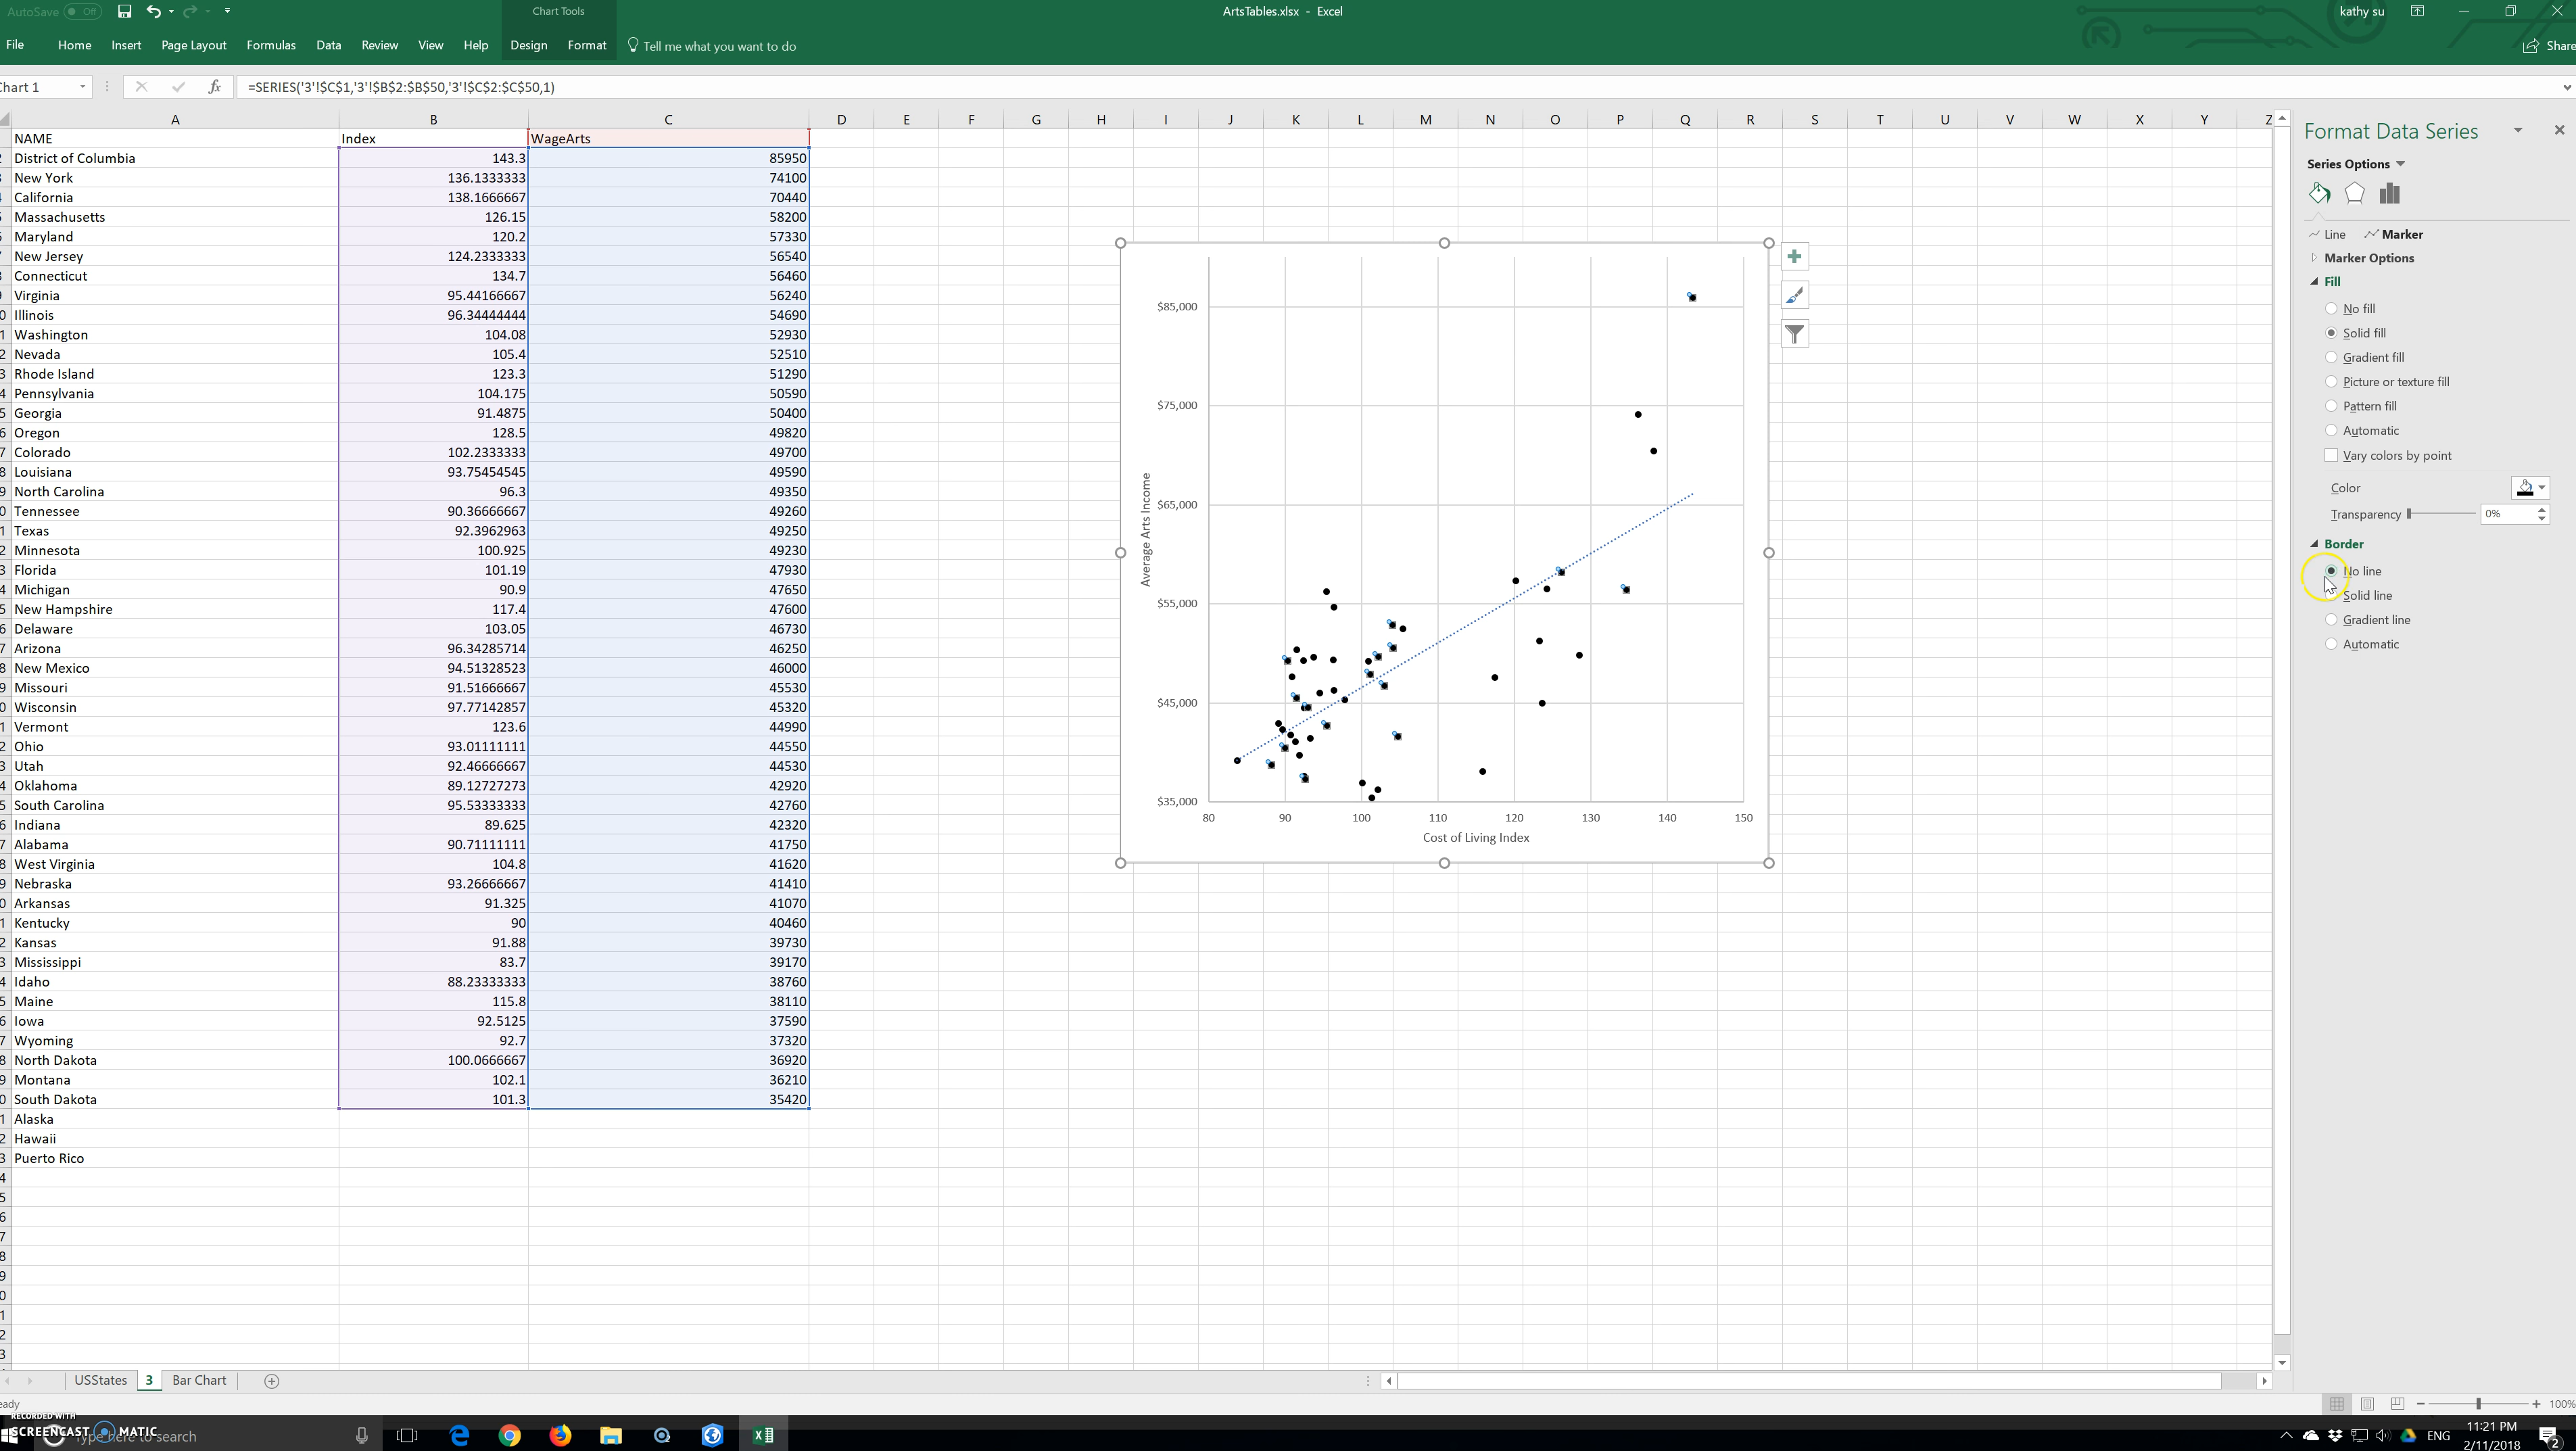 AutoSave Off Chart Tools ArtsTables.xlsx - Excel kathy su
File Home Insert Page Layout Formulas Data Review View Help Design Format Tell me what you want to do Share
Chart 1 fx =SERIES('3'!$C$1,'3'!$B$2:$B$50,'3'!$C$2:$C$50,1)
A B C D E F G H I J K L M N O P Q R S T U V W X Y Z
NAME Index WageArts
District of Columbia 143.3 85950
New York 136.1333333 74100
California 138.1666667 70440
Massachusetts 126.15 58200
Maryland 120.2 57330
New Jersey 124.2333333 56540
Connecticut 134.7 56460
Virginia 95.44166667 56240
Illinois 96.34444444 54690
Washington 104.08 52930
Nevada 105.4 52510
Rhode Island 123.3 51290
Pennsylvania 104.175 50590
Georgia 91.4875 50400
Oregon 128.5 49820
Colorado 102.2333333 49700
Louisiana 93.75454545 49590
North Carolina 96.3 49350
Tennessee 90.36666667 49260
Texas 92.3962963 49250
Minnesota 100.925 49230
Florida 101.19 47930
Michigan 90.9 47650
New Hampshire 117.4 47600
Delaware 103.05 46730
Arizona 96.34285714 46250
New Mexico 94.51328523 46000
Missouri 91.51666667 45530
Wisconsin 97.77142857 45320
Vermont 123.6 44990
Ohio 93.01111111 44550
Utah 92.46666667 44530
Oklahoma 89.12727273 42920
South Carolina 95.53333333 42760
Indiana 89.625 42320
Alabama 90.71111111 41750
West Virginia 104.8 41620
Nebraska 93.26666667 41410
Arkansas 91.325 41070
Kentucky 90 40460
Kansas 91.88 39730
Mississippi 83.7 39170
Idaho 88.23333333 38760
Maine 115.8 38110
Iowa 92.5125 37590
Wyoming 92.7 37320
North Dakota 100.0666667 36920
Montana 102.1 36210
South Dakota 101.3 35420
Alaska
Hawaii
Puerto Rico
$85,000
$75,000
$65,000
$55,000
$45,000
$35,000
Average Arts Income
80 90 100 110 120 130 140 150
Cost of Living Index
Format Data Series
Series Options
Line Marker
Marker Options
Fill
No fill
Solid fill
Gradient fill
Picture or texture fill
Pattern fill
Automatic
Vary colors by point
Color
Transparency 0%
Border
No line
Solid line
Gradient line
Automatic
USStates 3 Bar Chart
eady 100%
RECORDED WITH
SCREENCAST MATIC
Type here to search
ENG 11:21 PM
2/11/2018
2